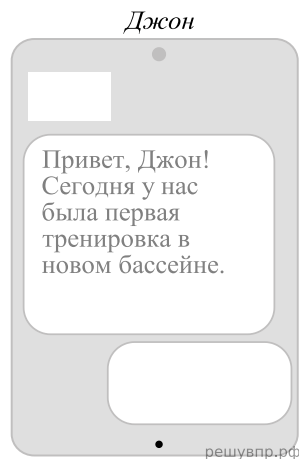 Джон
Привет, Джон!
Сегодня у нас
была первая
тренировка в
новом бассейне.
решувпр.рф